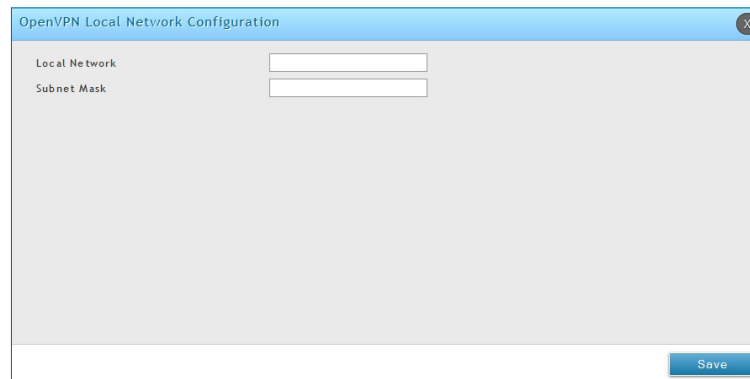 OpenVPN Local Network Configuration
X
Local Network
Subnet Mask
Save